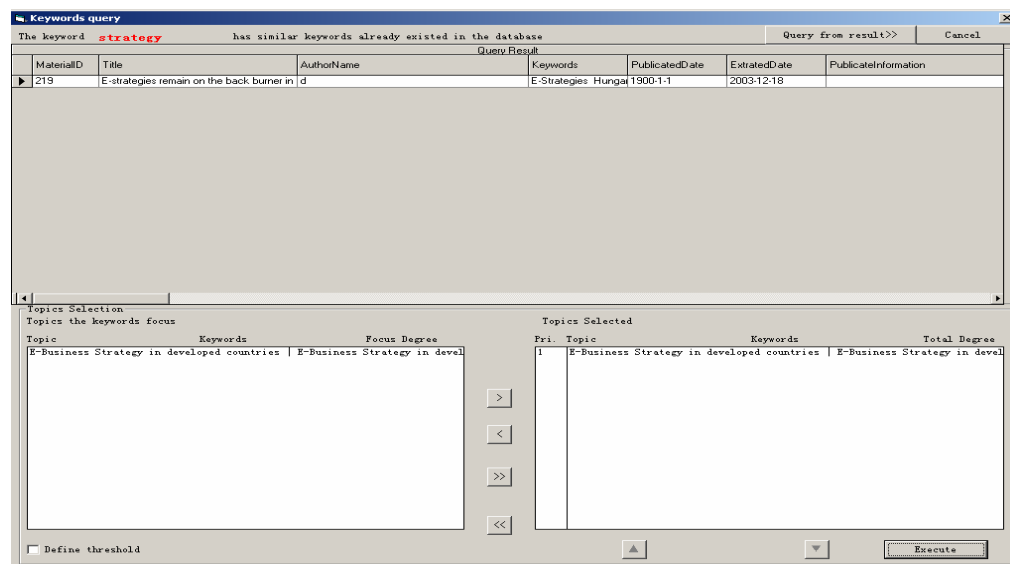 Keywords query
The keyword strategy has similar keywords already existed in the database Query from result>> Cancel
Query Result
MaterialID Title AuthorName Keywords PublicatedDate ExtratedDate PublicateInformation
219 E-strategies remain on the back burner in d E-Strategies Hungar 1900-1-1 2003-12-18
Topics Selection
Topics the keywords focus Topics Selected
Topic Keywords Focus Degree Pri. Topic Keywords Total Degree
E-Business Strategy in developed countries | E-Business Strategy in devel 1 E-Business Strategy in developed countries | E-Business Strategy in devel
>
<
>>
<<
Define threshold Execute